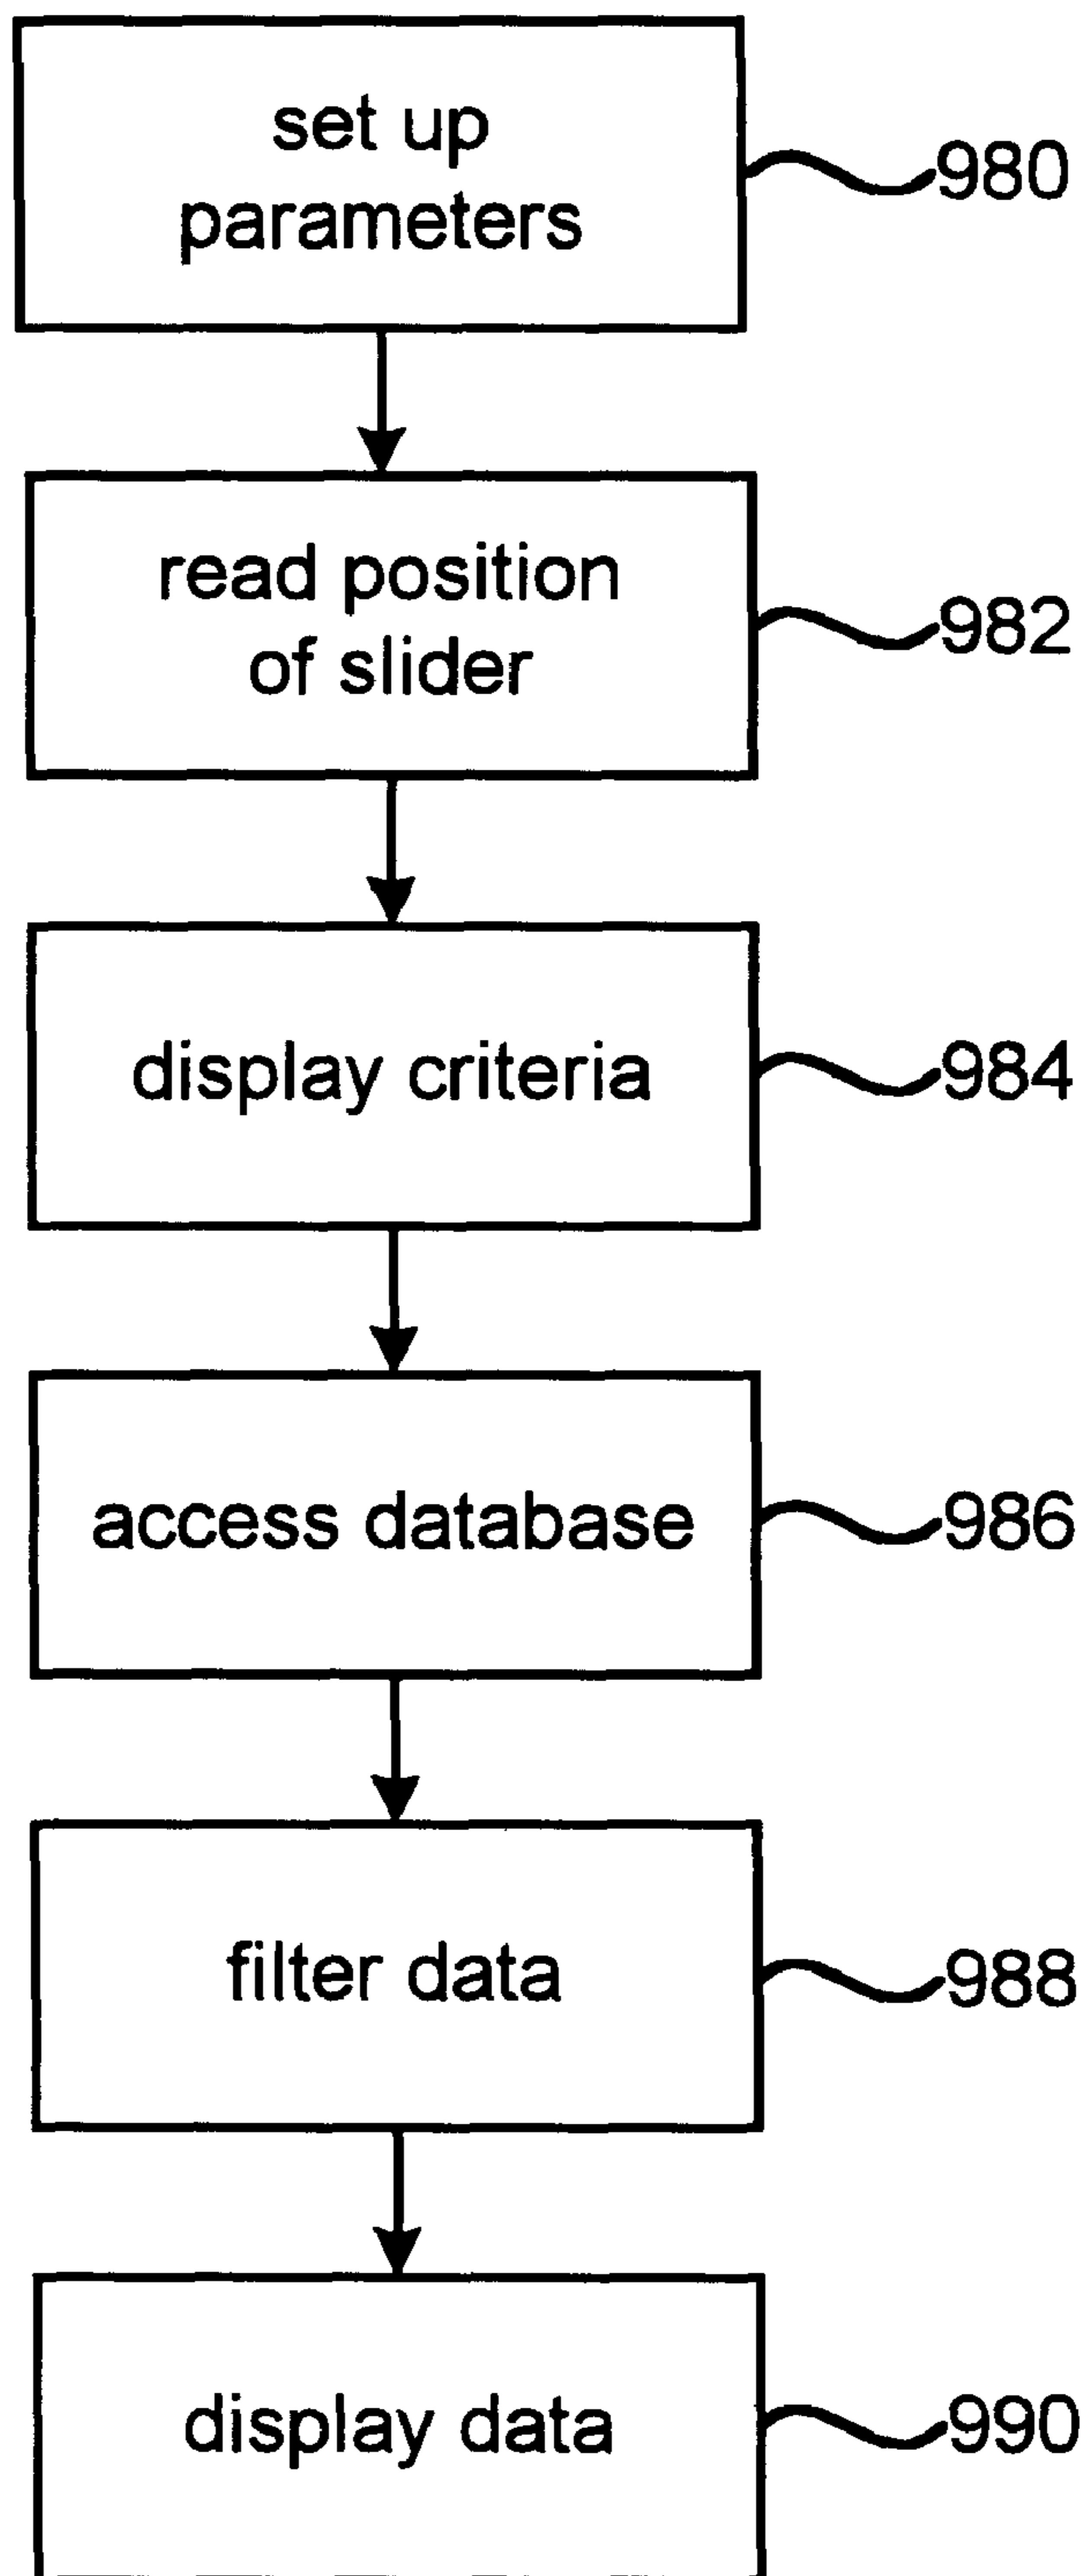 set up
parameters
980
read position
of slider
982
display criteria
984
access database
986
filter data
988
display data
990